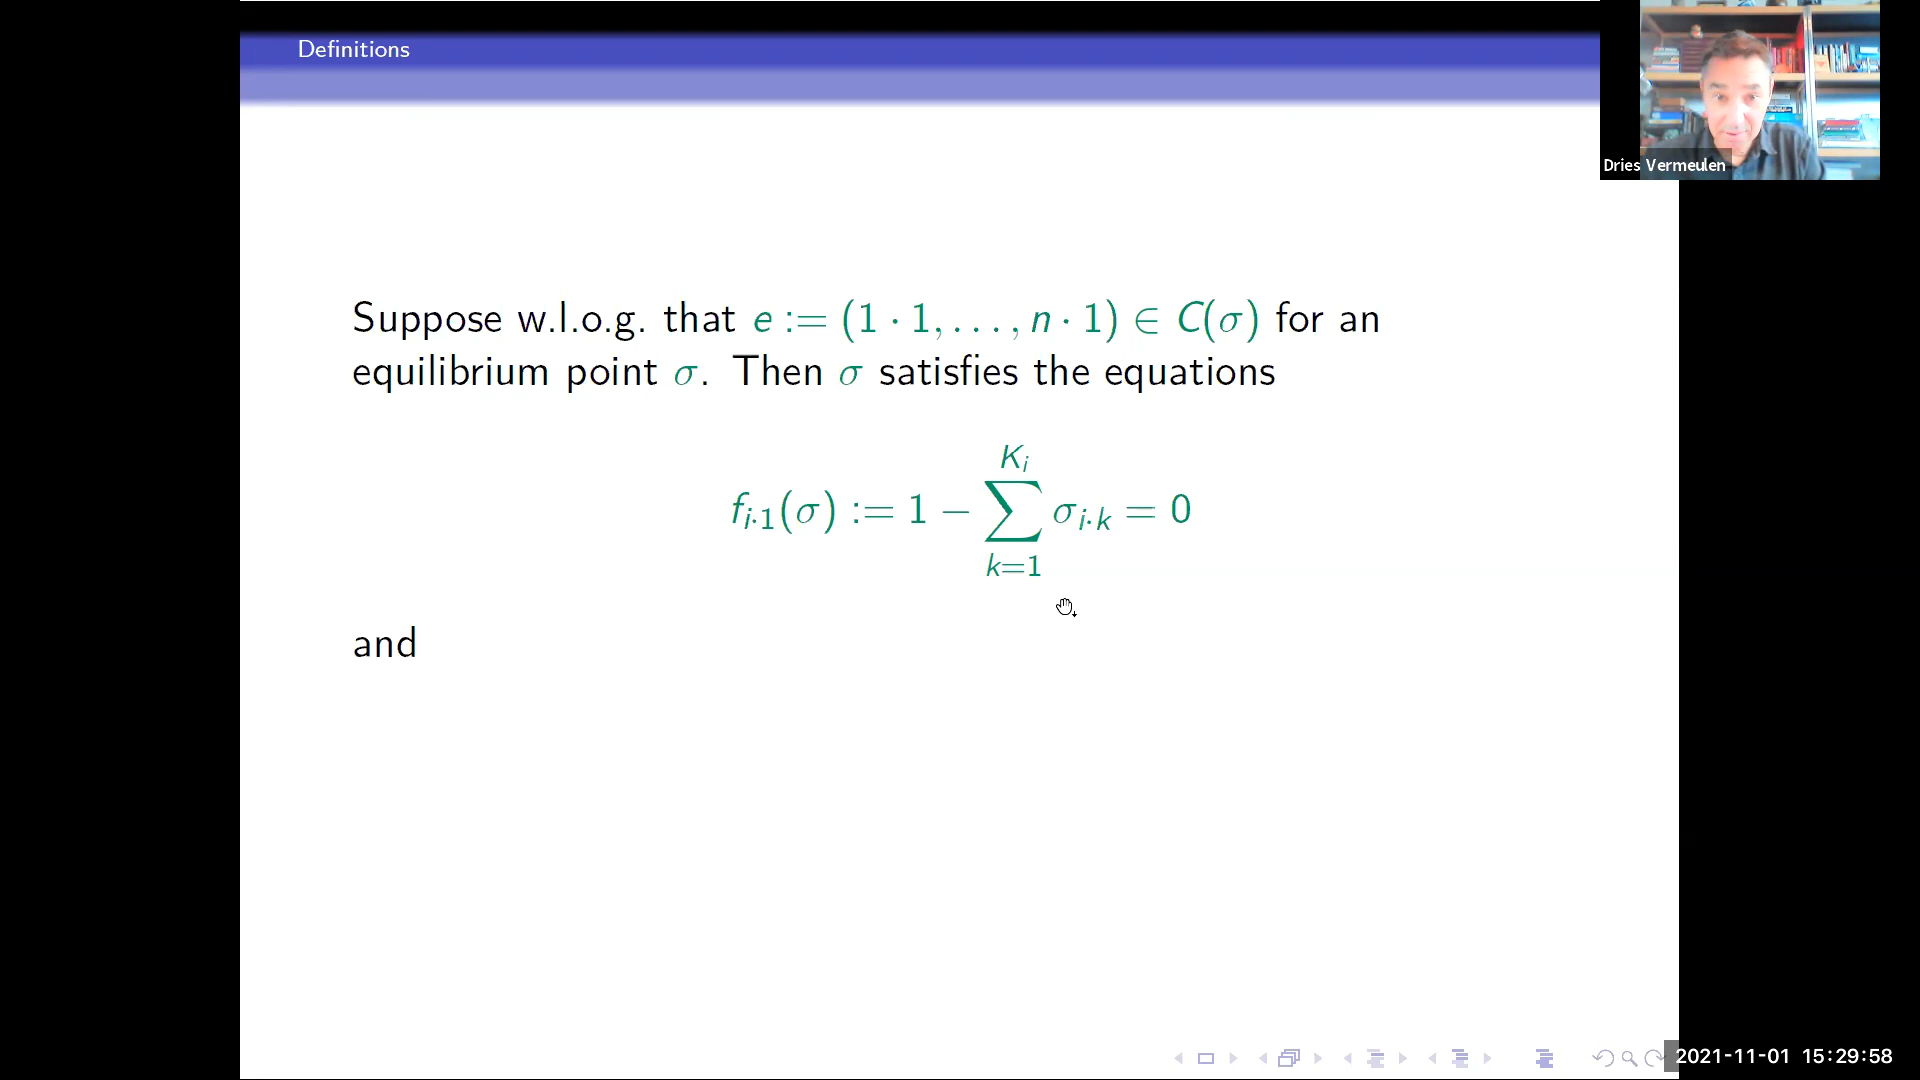 Definitions
Dries Vermeulen
Suppose w.l.o.g. that e := (1 · 1, . . . , n · 1) ∈ C(σ) for an
equilibrium point σ. Then σ satisfies the equations
f_{i·1}(σ) := 1 − ∑_{k=1}^{K_i} σ_{i·k} = 0
and
2021-11-01 15:29:58